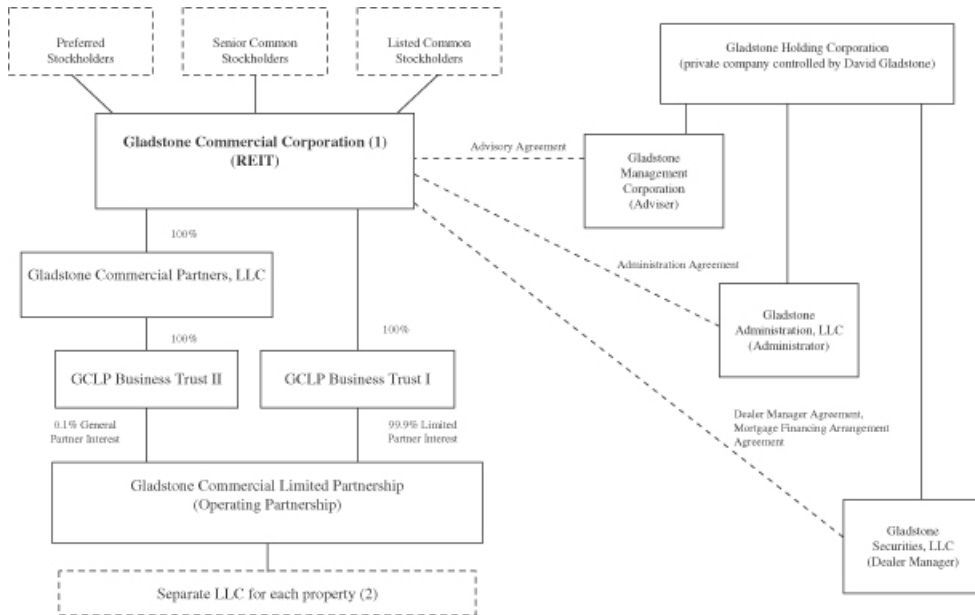 Preferred
Stockholders
Senior Common
Stockholders
Listed Common
Stockholders
Gladstone Holding Corporation
(private company controlled by David Gladstone)
Gladstone Commercial Corporation (1)
(REIT)
Advisory Agreement
Gladstone
Management
Corporation
(Adviser)
100%
Gladstone Commercial Partners, LLC
Administration Agreement
Gladstone
Administration, LLC
(Administrator)
100%
100%
GCLP Business Trust II
GCLP Business Trust I
0.1% General
Partner Interest
99.9% Limited
Partner Interest
Dealer Manager Agreement,
Mortgage Financing Arrangement
Agreement
Gladstone Commercial Limited Partnership
(Operating Partnership)
Gladstone
Securities, LLC
(Dealer Manager)
Separate LLC for each property (2)